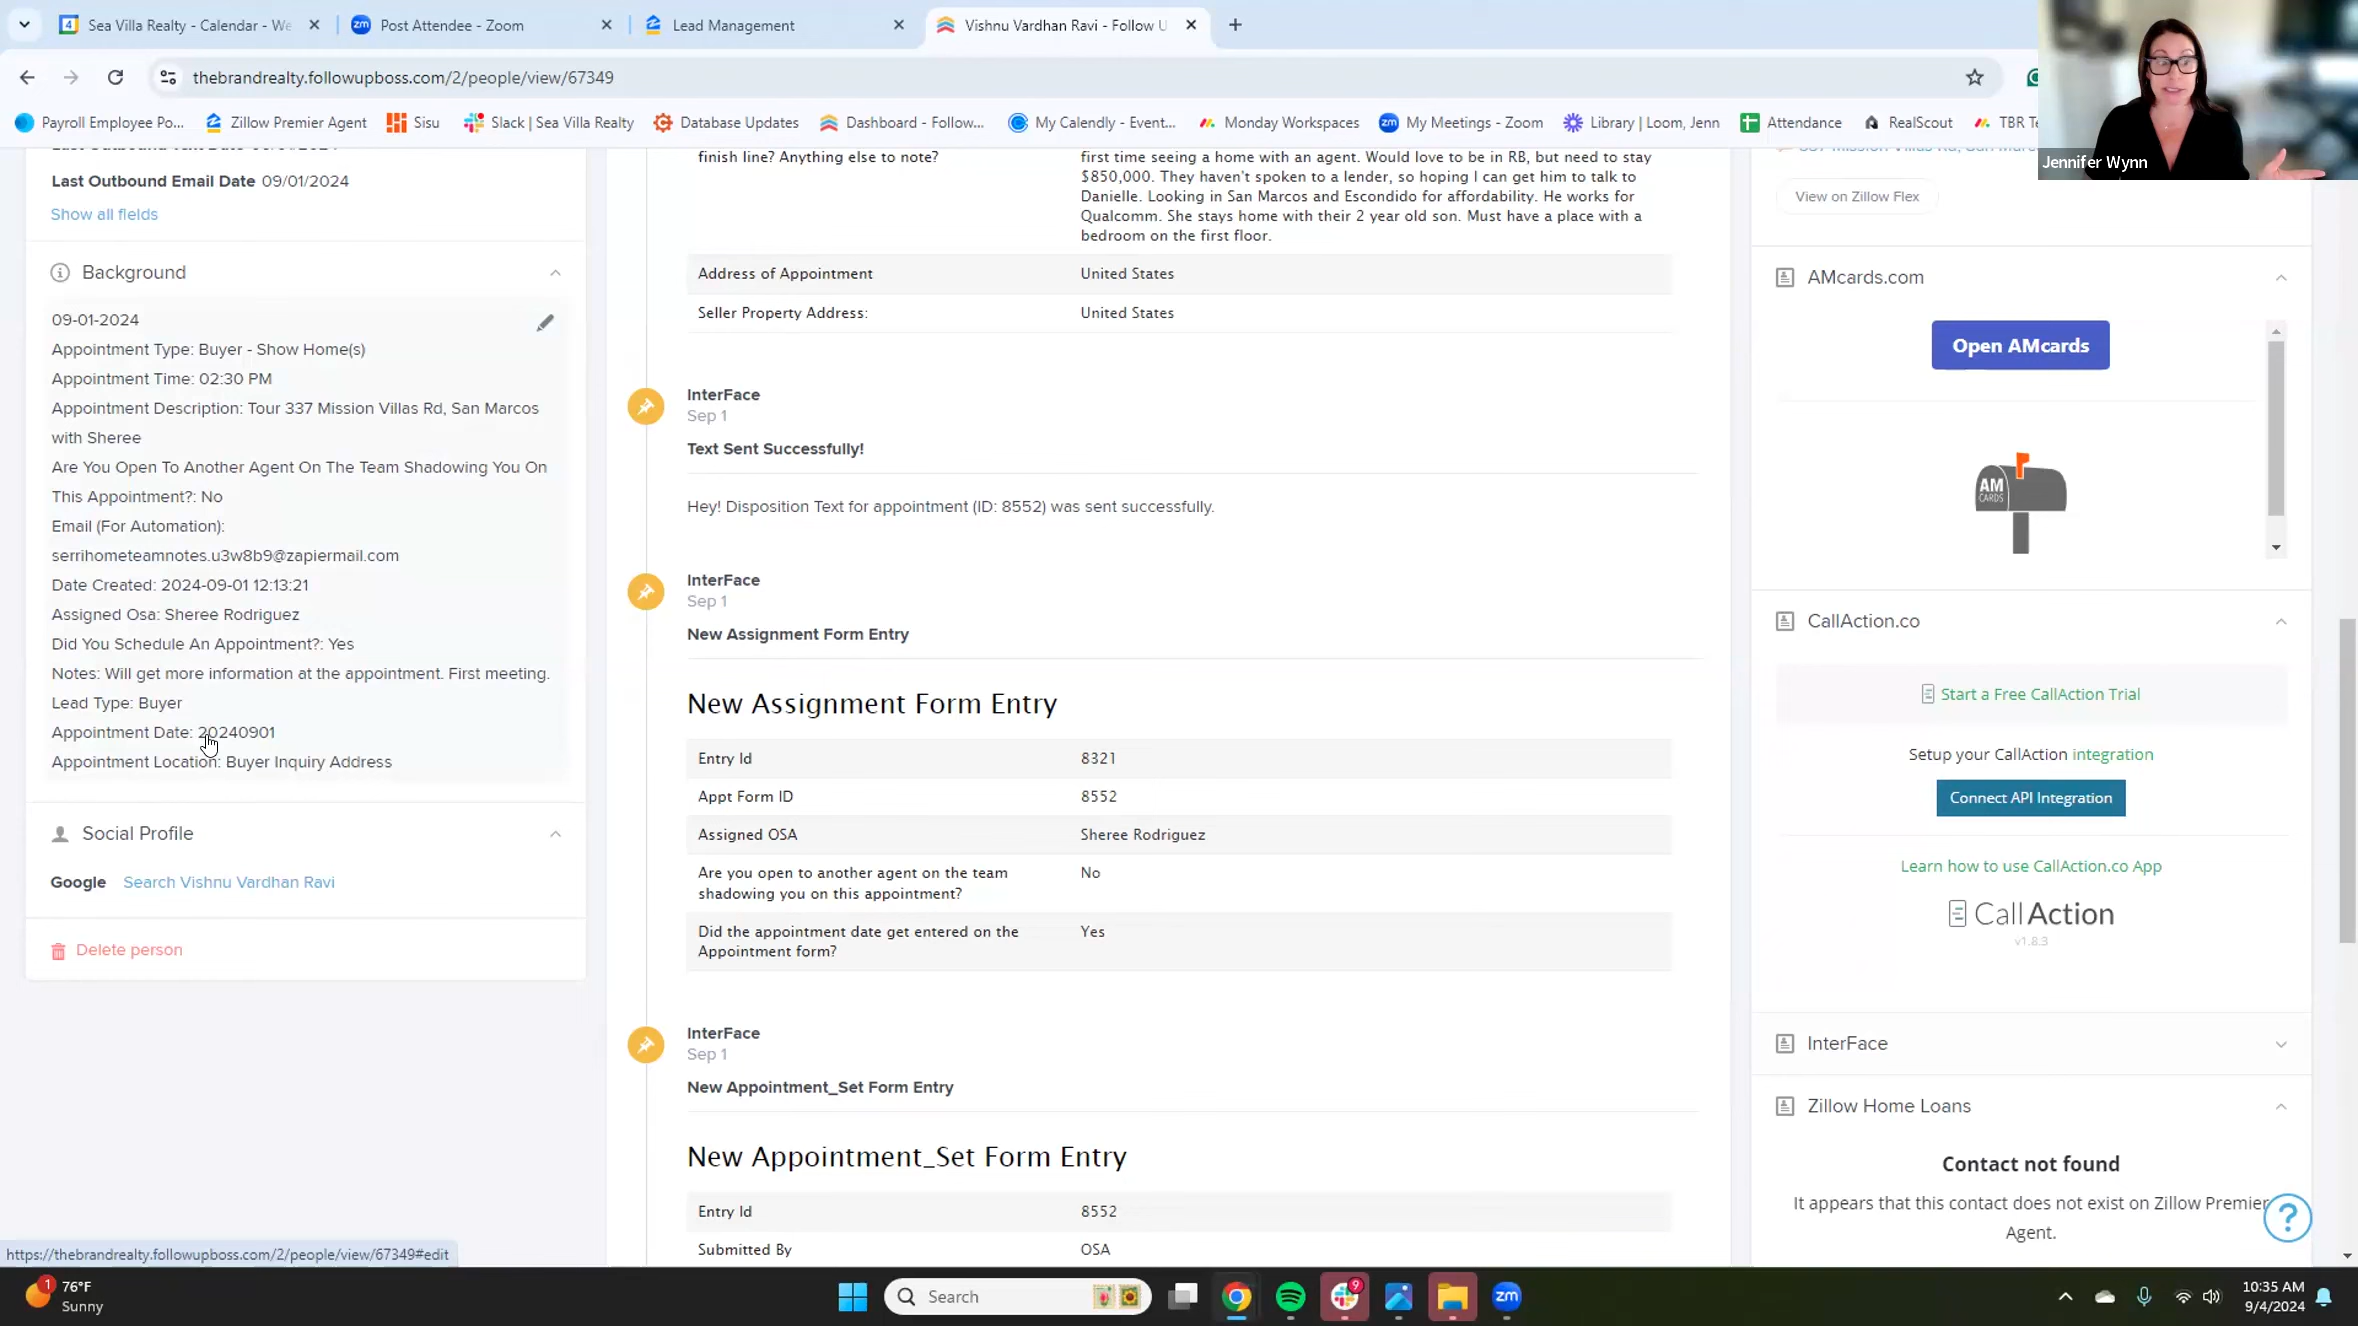 Sea Villa Realty - Calendar - We
Post Attendee - Zoom
Lead Management
Vishnu Vardhan Ravi - Follow U
thebrandrealty.followupboss.com/2/people/view/67349
Payroll Employee Po...
Zillow Premier Agent
Sisu
Slack | Sea Villa Realty
Database Updates
Dashboard - Follow...
My Calendly - Event...
Monday Workspaces
My Meetings - Zoom
Library | Loom, Jenn
Attendance
RealScout
TBR Te
Jennifer Wynn
Last Outbound Email Date 09/01/2024
Show all fields
Background
09-01-2024
Appointment Type: Buyer - Show Home(s)
Appointment Time: 02:30 PM
Appointment Description: Tour 337 Mission Villas Rd, San Marcos
with Sheree
Are You Open To Another Agent On The Team Shadowing You On
This Appointment?: No
Email (For Automation):
serrihometeamnotes.u3w8b9@zapiermail.com
Date Created: 2024-09-01 12:13:21
Assigned Osa: Sheree Rodriguez
Did You Schedule An Appointment?: Yes
Notes: Will get more information at the appointment. First meeting.
Lead Type: Buyer
Appointment Date: 20240901
Appointment Location: Buyer Inquiry Address
Social Profile
Google Search Vishnu Vardhan Ravi
Delete person
https://thebrandrealty.followupboss.com/2/people/view/67349#edit
finish line? Anything else to note?
first time seeing a home with an agent. Would love to be in RB, but need to stay
$850,000. They haven't spoken to a lender, so hoping I can get him to talk to
Danielle. Looking in San Marcos and Escondido for affordability. He works for
Qualcomm. She stays home with their 2 year old son. Must have a place with a
bedroom on the first floor.
Address of Appointment United States
Seller Property Address: United States
InterFace
Sep 1
Text Sent Successfully!
Hey! Disposition Text for appointment (ID: 8552) was sent successfully.
InterFace
Sep 1
New Assignment Form Entry
New Assignment Form Entry
Entry Id 8321
Appt Form ID 8552
Assigned OSA Sheree Rodriguez
Are you open to another agent on the team No
shadowing you on this appointment?
Did the appointment date get entered on the Yes
Appointment form?
InterFace
Sep 1
New Appointment_Set Form Entry
New Appointment_Set Form Entry
Entry Id 8552
Submitted By OSA
View on Zillow Flex
AMcards.com
Open AMcards
AM
CARDS
CallAction.co
Start a Free CallAction Trial
Setup your CallAction integration
Connect API Integration
Learn how to use CallAction.co App
CallAction
v1.8.3
InterFace
Zillow Home Loans
Contact not found
It appears that this contact does not exist on Zillow Premier
Agent.
?
1
76°F
Sunny
Search
9
zm
10:35 AM
9/4/2024